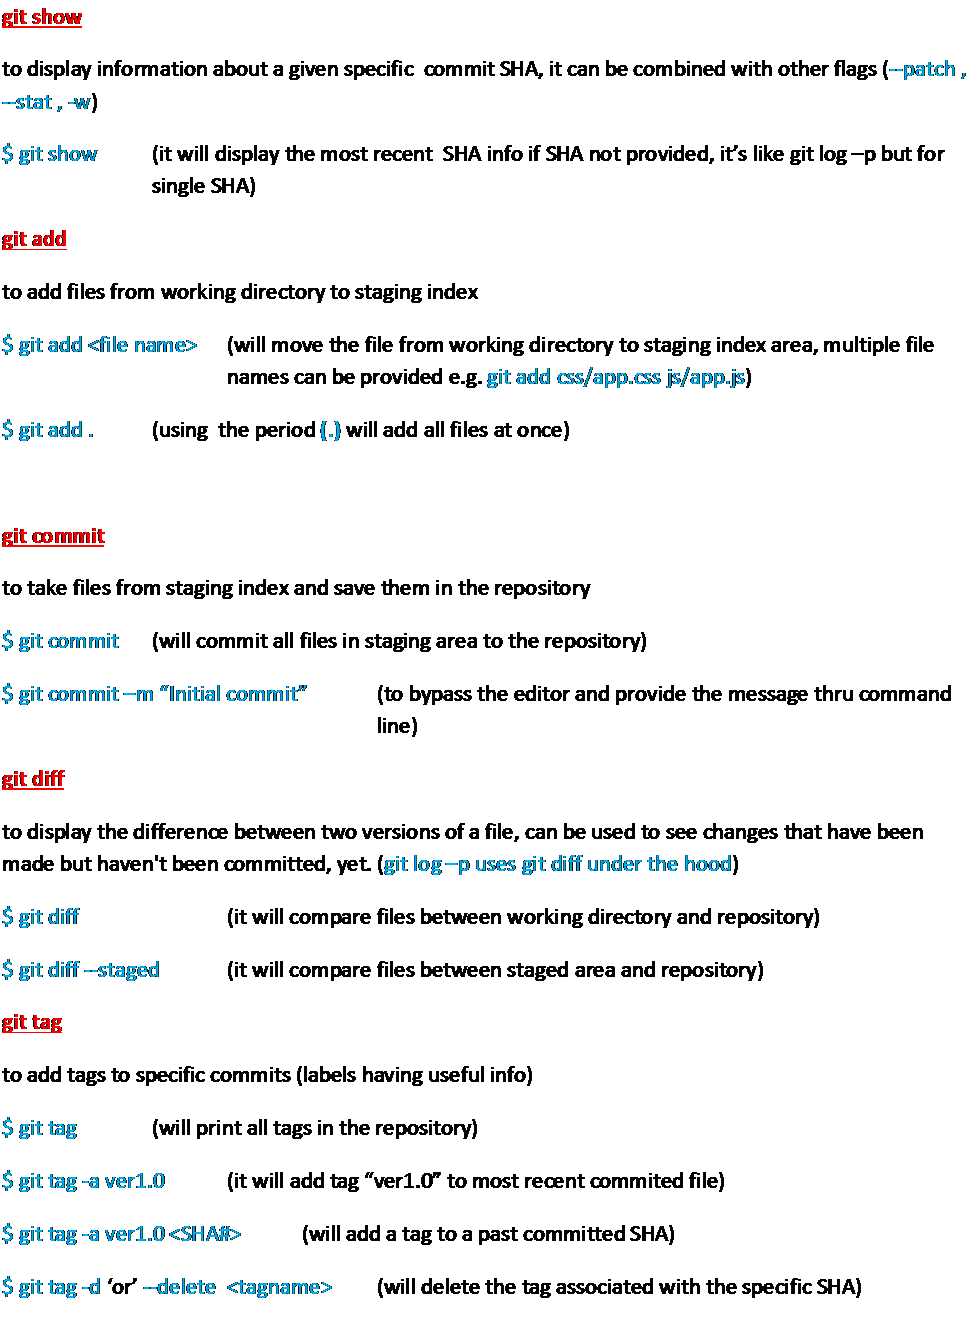 git show
to display information about a given specific  commit SHA, it can be combined with other flags (--patch ,
--stat , -w)
$ git show (it will display the most recent  SHA info if SHA not provided, it’s like git log –p but for
single SHA)
git add
to add files from working directory to staging index
$ git add <file name> (will move the file from working directory to staging index area, multiple file
names can be provided e.g. git add css/app.css js/app.js)
$ git add . (using  the period (.) will add all files at once)
git commit
to take files from staging index and save them in the repository
$ git commit (will commit all files in staging area to the repository)
$ git commit –m “Initial commit” (to bypass the editor and provide the message thru command
line)
git diff
to display the difference between two versions of a file, can be used to see changes that have been
made but haven't been committed, yet. (git log –p uses git diff under the hood)
$ git diff (it will compare files between working directory and repository)
$ git diff --staged (it will compare files between staged area and repository)
git tag
to add tags to specific commits (labels having useful info)
$ git tag (will print all tags in the repository)
$ git tag -a ver1.0 (it will add tag “ver1.0” to most recent commited file)
$ git tag -a ver1.0 <SHA#> (will add a tag to a past committed SHA)
$ git tag -d ‘or’ --delete  <tagname> (will delete the tag associated with the specific SHA)